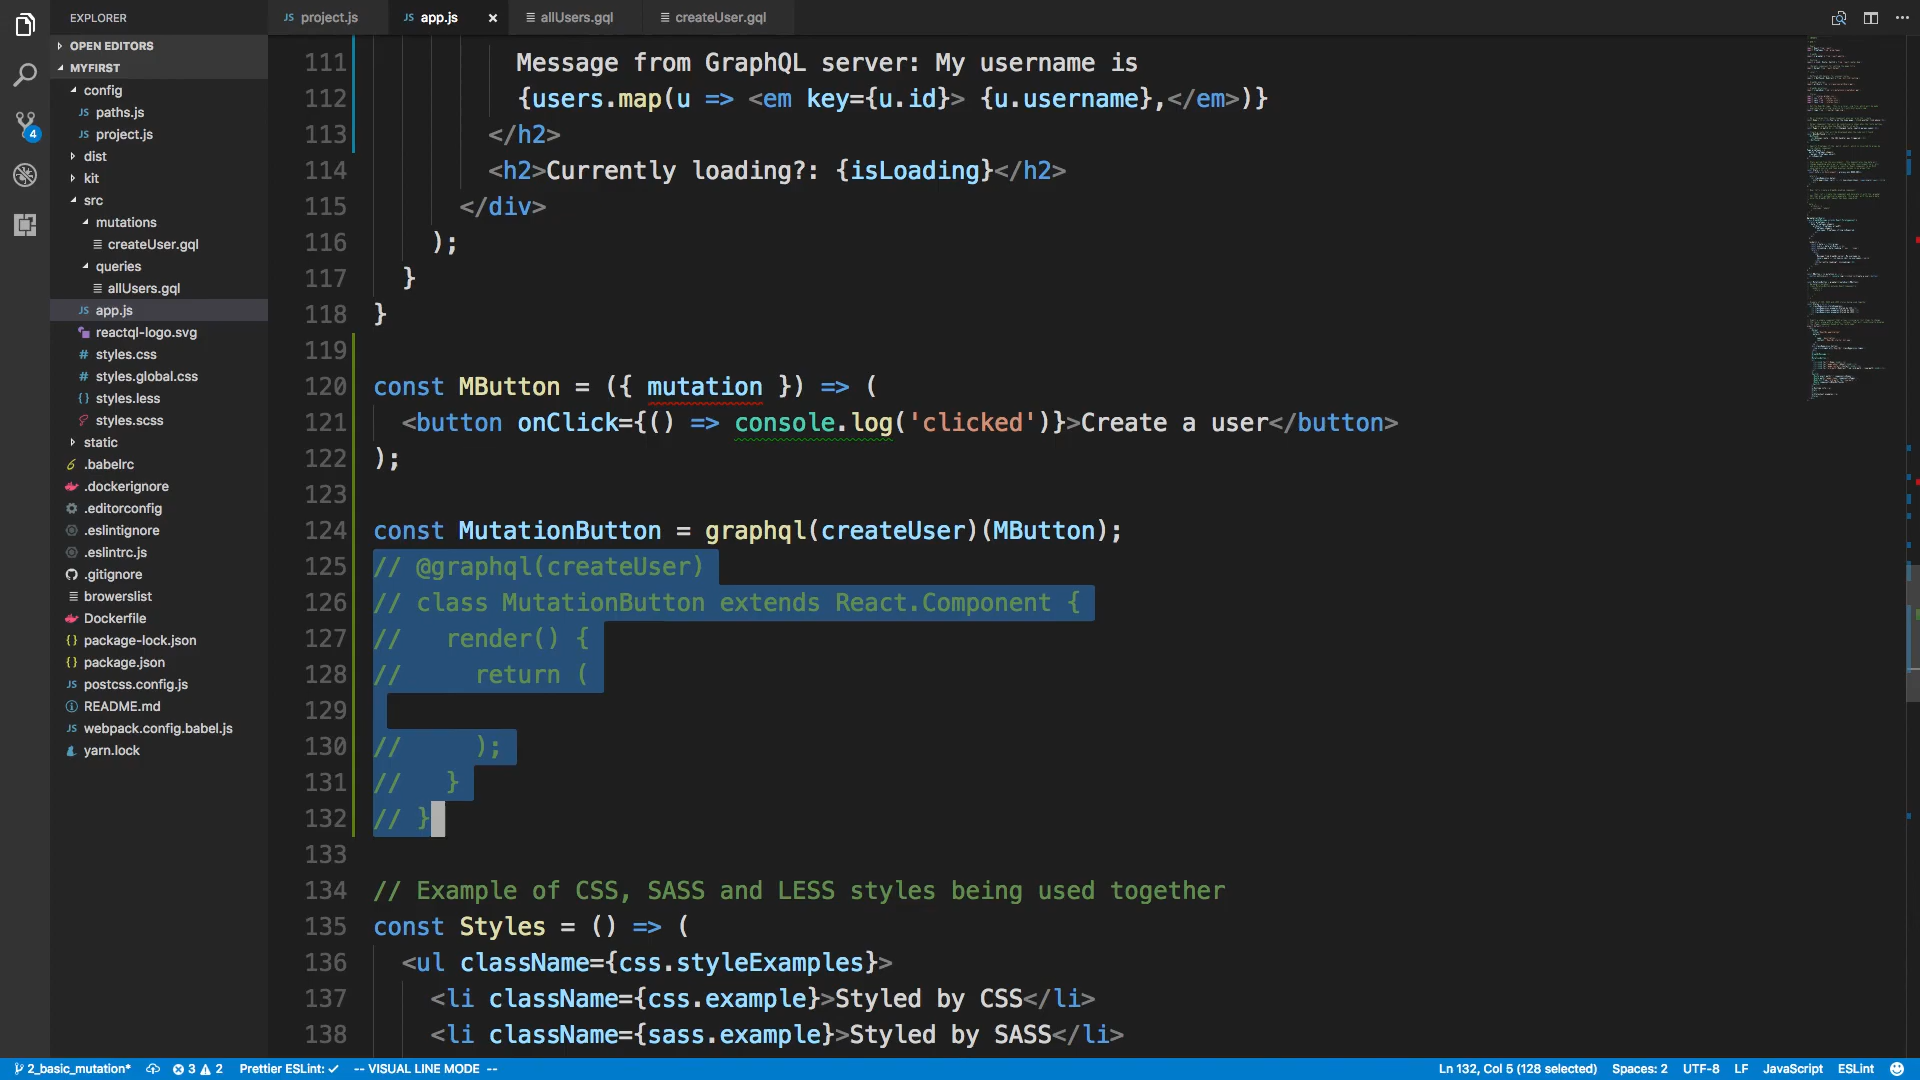 EXPLORER
OPEN EDITORS
MYFIRST
config
JS paths.js
JS project.js
dist
kit
src
mutations
createUser.gql
queries
allUsers.gql
JS app.js
reactql-logo.svg
# styles.css
# styles.global.css
{} styles.less
styles.scss
static
.babelrc
.dockerignore
.editorconfig
.eslintignore
.eslintrc.js
.gitignore
browerslist
Dockerfile
{} package-lock.json
{} package.json
JS postcss.config.js
README.md
JS webpack.config.babel.js
yarn.lock
4
JS project.js
JS app.js ×
allUsers.gql
createUser.gql
111 Message from GraphQL server: My username is
112 {users.map(u => <em key={u.id}> {u.username},</em>)}
113 </h2>
114 <h2>Currently loading?: {isLoading}</h2>
115 </div>
116 );
117 }
118 }
119
120 const MButton = ({ mutation }) => (
121 <button onClick={() => console.log('clicked')}>Create a user</button>
122 );
123
124 const MutationButton = graphql(createUser)(MButton);
125 // @graphql(createUser)
126 // class MutationButton extends React.Component {
127 //   render() {
128 //     return (
129
130 //     );
131 //   }
132 // }
133
134 // Example of CSS, SASS and LESS styles being used together
135 const Styles = () => (
136 <ul className={css.styleExamples}>
137 <li className={css.example}>Styled by CSS</li>
138 <li className={sass.example}>Styled by SASS</li>
2_basic_mutation* 3 2 Prettier ESLint: ✓ -- VISUAL LINE MODE -- Ln 132, Col 5 (128 selected) Spaces: 2 UTF-8 LF JavaScript ESLint